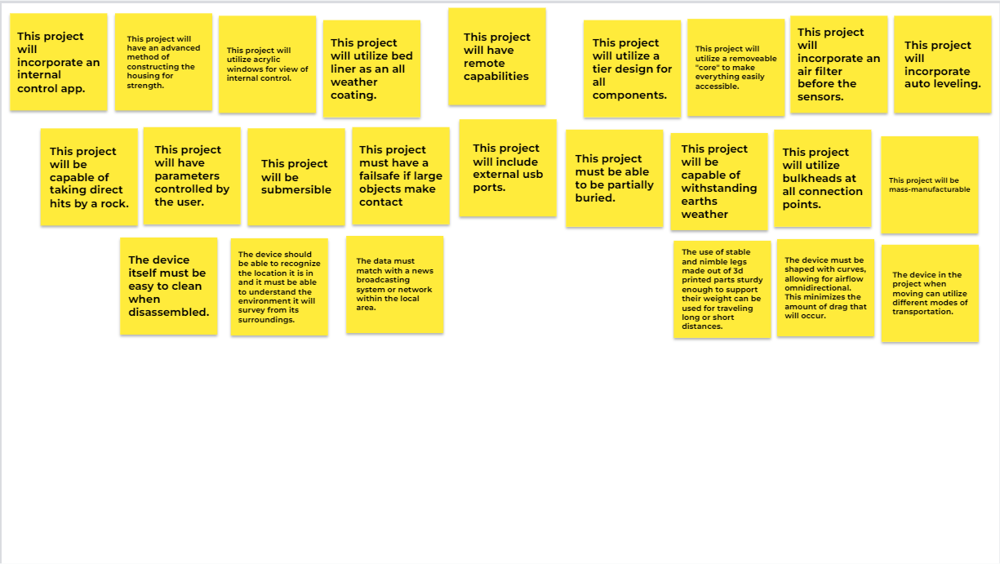 This project
will
incorporate an
internal
control app.
This project will
have an advanced
method of
constructing the
housing for
strength.
This project will
utilize acrylic
windows for view of
internal control.
This project
will utilize bed
liner as an all
weather
coating.
This project
will have
remote
capabilities
This project
will utilize a
tier design for
all
components.
This project will
utilize a removeable
"core" to make
everything easily
accessible.
This project
will
incorporate an
air filter
before the
sensors.
This project
will
incorporate
auto leveling.
This project
will be
capable of
taking direct
hits by a rock.
This project
will have
parameters
controlled by
the user.
This project
will be
submersible
This project
must have a
failsafe if large
objects make
contact
This project
will include
external usb
ports.
This project
must be able
to be partially
buried.
This project
will be
capable of
withstanding
earths
weather
This project
will utilize
bulkheads at
all connection
points.
This project will be
mass-manufacturable
The device
itself must be
easy to clean
when
disassembled.
The device should
be able to recognize
the location it is in
and it must be able
to understand the
environment it will
survey from its
surroundings.
The data must
match with a news
broadcasting
system or network
within the local
area.
The use of stable
and nimble legs
made out of 3d
printed parts sturdy
enough to support
their weight can be
used for traveling
long or short
distances.
The device must be
shaped with curves,
allowing for airflow
omnidirectional.
This minimizes the
amount of drag that
will occur.
The device in the
project when
moving can utilize
different modes of
transportation.